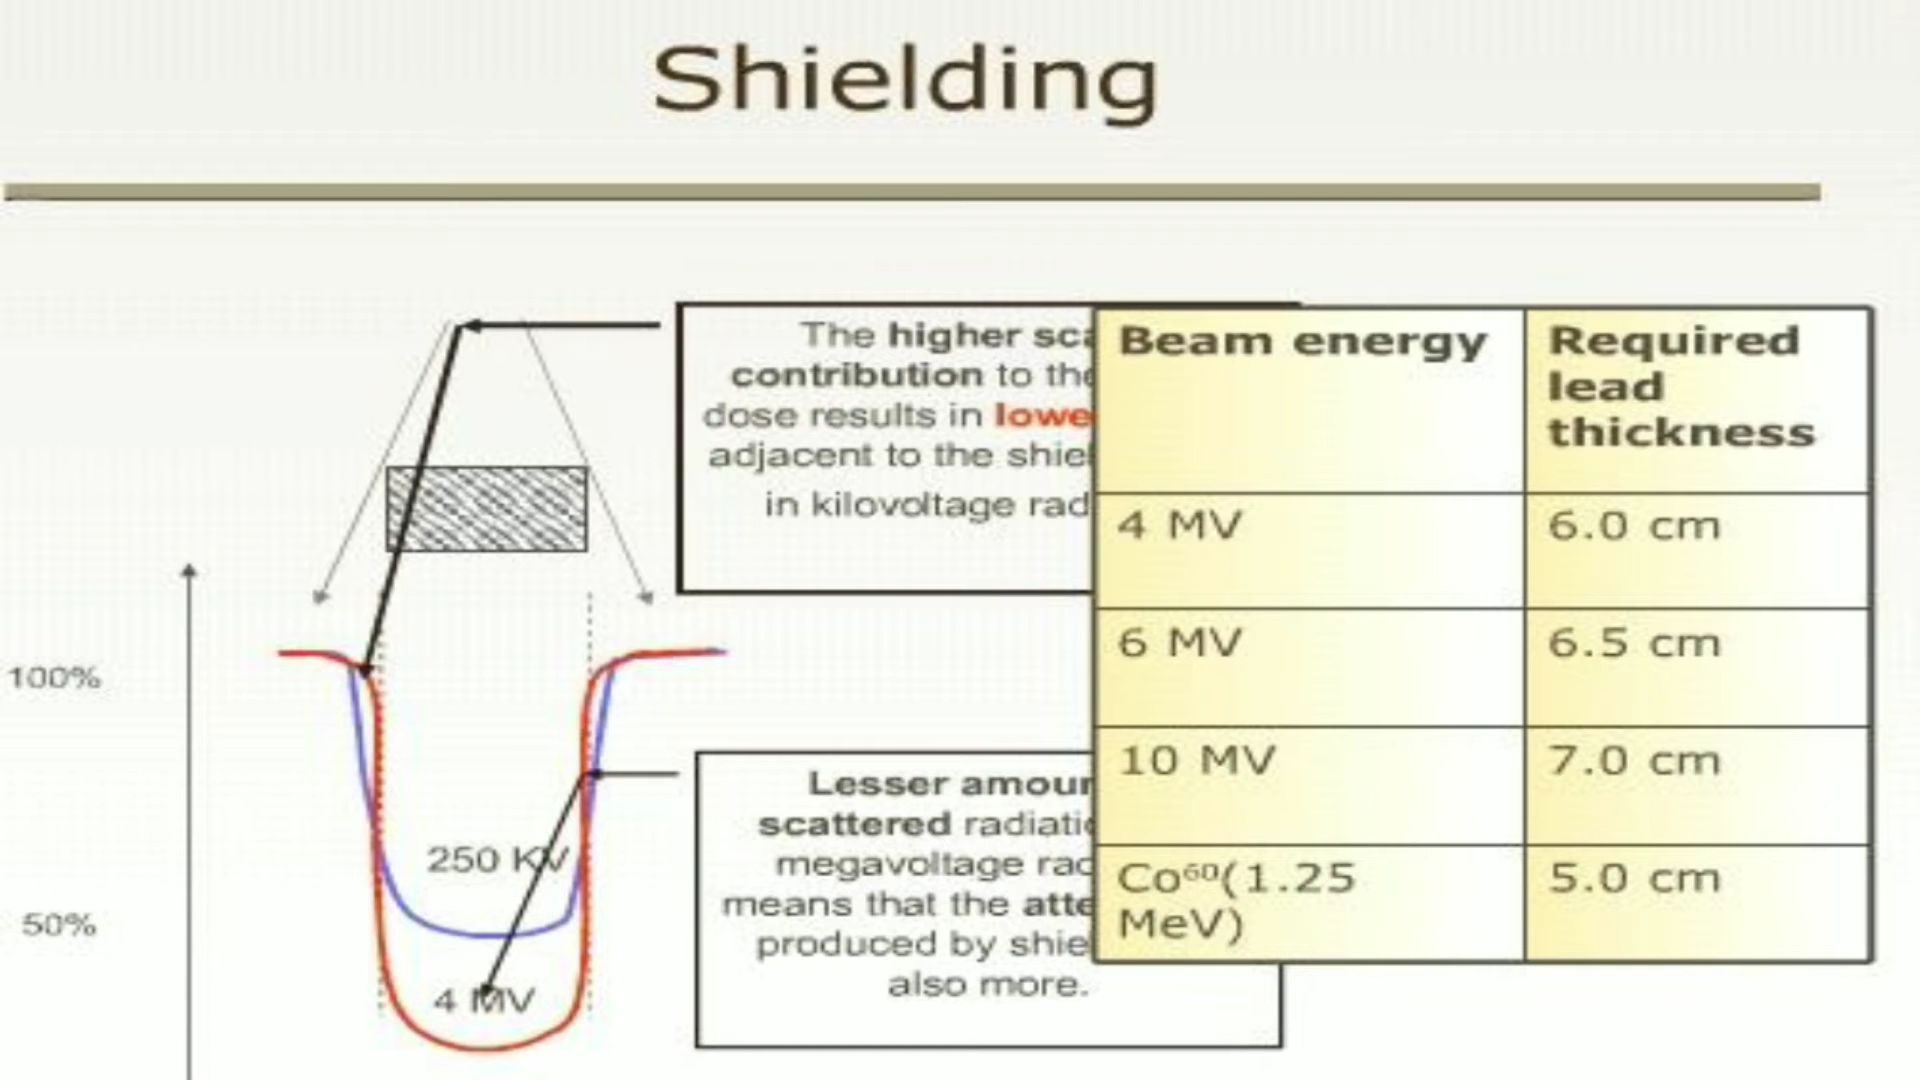 Shielding
The higher sca
contribution to the
dose results in lowe
adjacent to the shiel
in kilovoltage rad
Beam energy
Required
lead
thickness
4 MV
6.0 cm
6 MV
6.5 cm
10 MV
7.0 cm
Co⁶⁰(1.25
MeV)
5.0 cm
100%
50%
250 KV
4 MV
Lesser amour
scattered radiatio
megavoltage rad
means that the atte
produced by shie
also more.